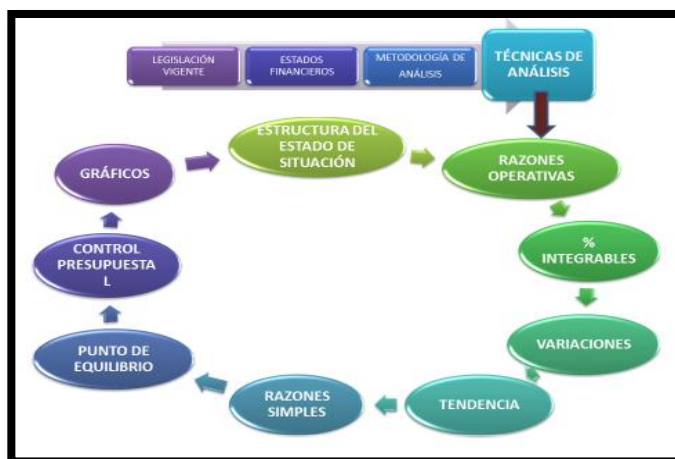 LEGISLACIÓN
VIGENTE
ESTADOS
FINANCIEROS
METODOLOGÍA DE
ANÁLISIS
TÉCNICAS DE
ANÁLISIS
ESTRUCTURA DEL
ESTADO DE
SITUACIÓN
RAZONES
OPERATIVAS
%
INTEGRABLES
VARIACIONES
TENDENCIA
RAZONES
SIMPLES
PUNTO DE
EQUILIBRIO
CONTROL
PRESUPUESTA
L
GRÁFICOS